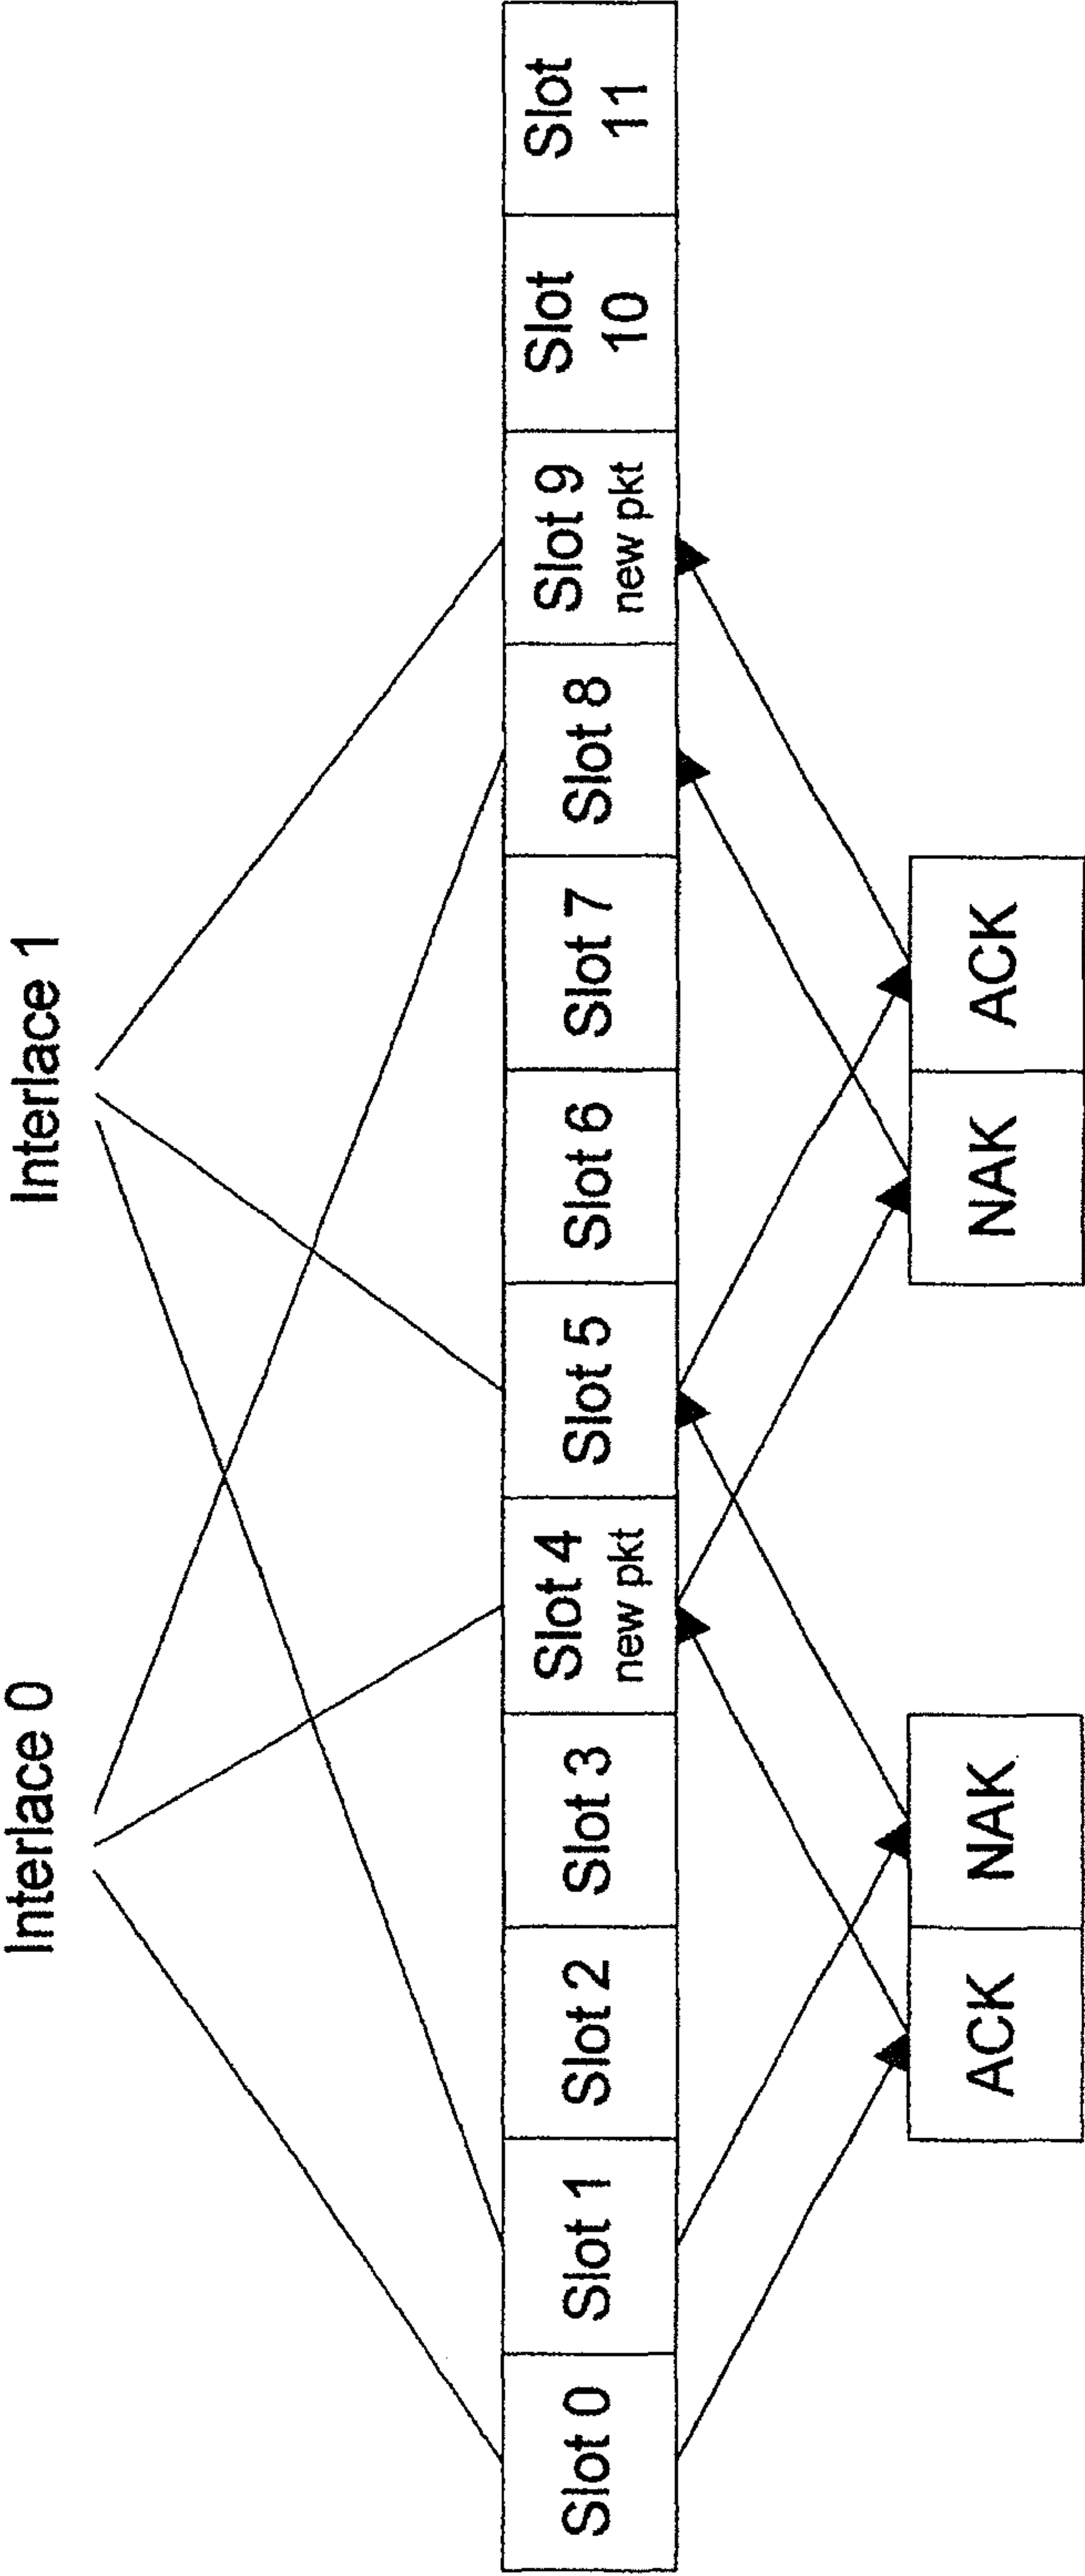 Interlace 0
Interlace 1
Slot 0
Slot 1
Slot 2
Slot 3
Slot 4
new pkt
Slot 5
Slot 6
Slot 7
Slot 8
Slot 9
new pkt
Slot
10
Slot
11
ACK
NAK
NAK
ACK